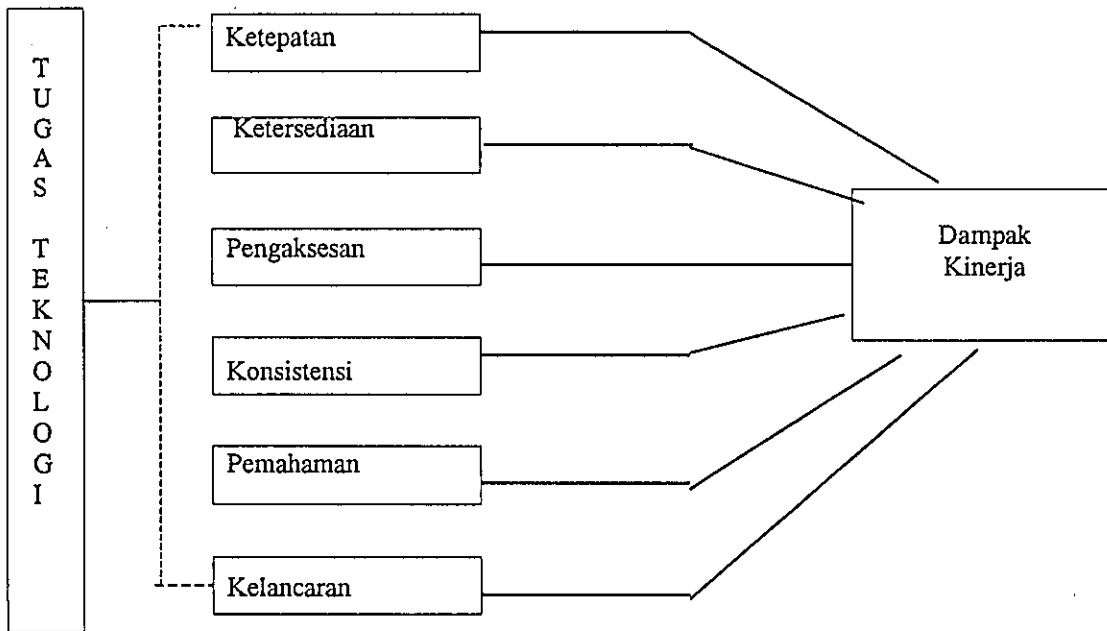 TUGAS TEKNOLOGI
Ketepatan
Ketersediaan
Pengaksesan
Konsistensi
Pemahaman
Kelancaran
Dampak
Kinerja